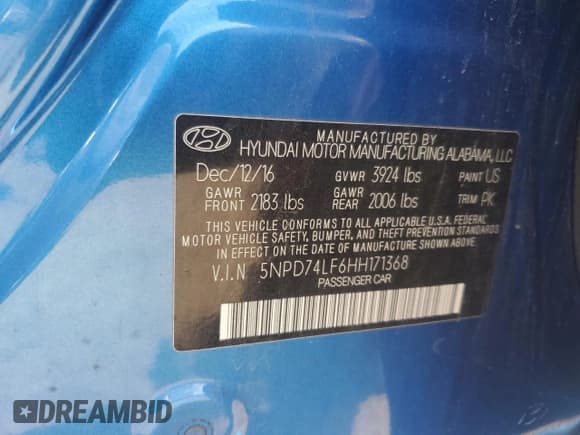 MANUFACTURED BY
HYUNDAI MOTOR MANUFACTURING ALABAMA, LLC
Dec/12/16 GVWR 3924 lbs PAINT US
GAWR FRONT 2183 lbs GAWR REAR 2006 lbs TRIM PK
THIS VEHICLE CONFORMS TO ALL APPLICABLE U.S.A. FEDERAL
MOTOR VEHICLE SAFETY, BUMPER, AND THEFT PREVENTION STANDARDS
IN EFFECT ON THE DATE OF MANUFACTURE SHOWN ABOVE.
V.I.N 5NPD74LF6HH171368
PASSENGER CAR
DREAMBID